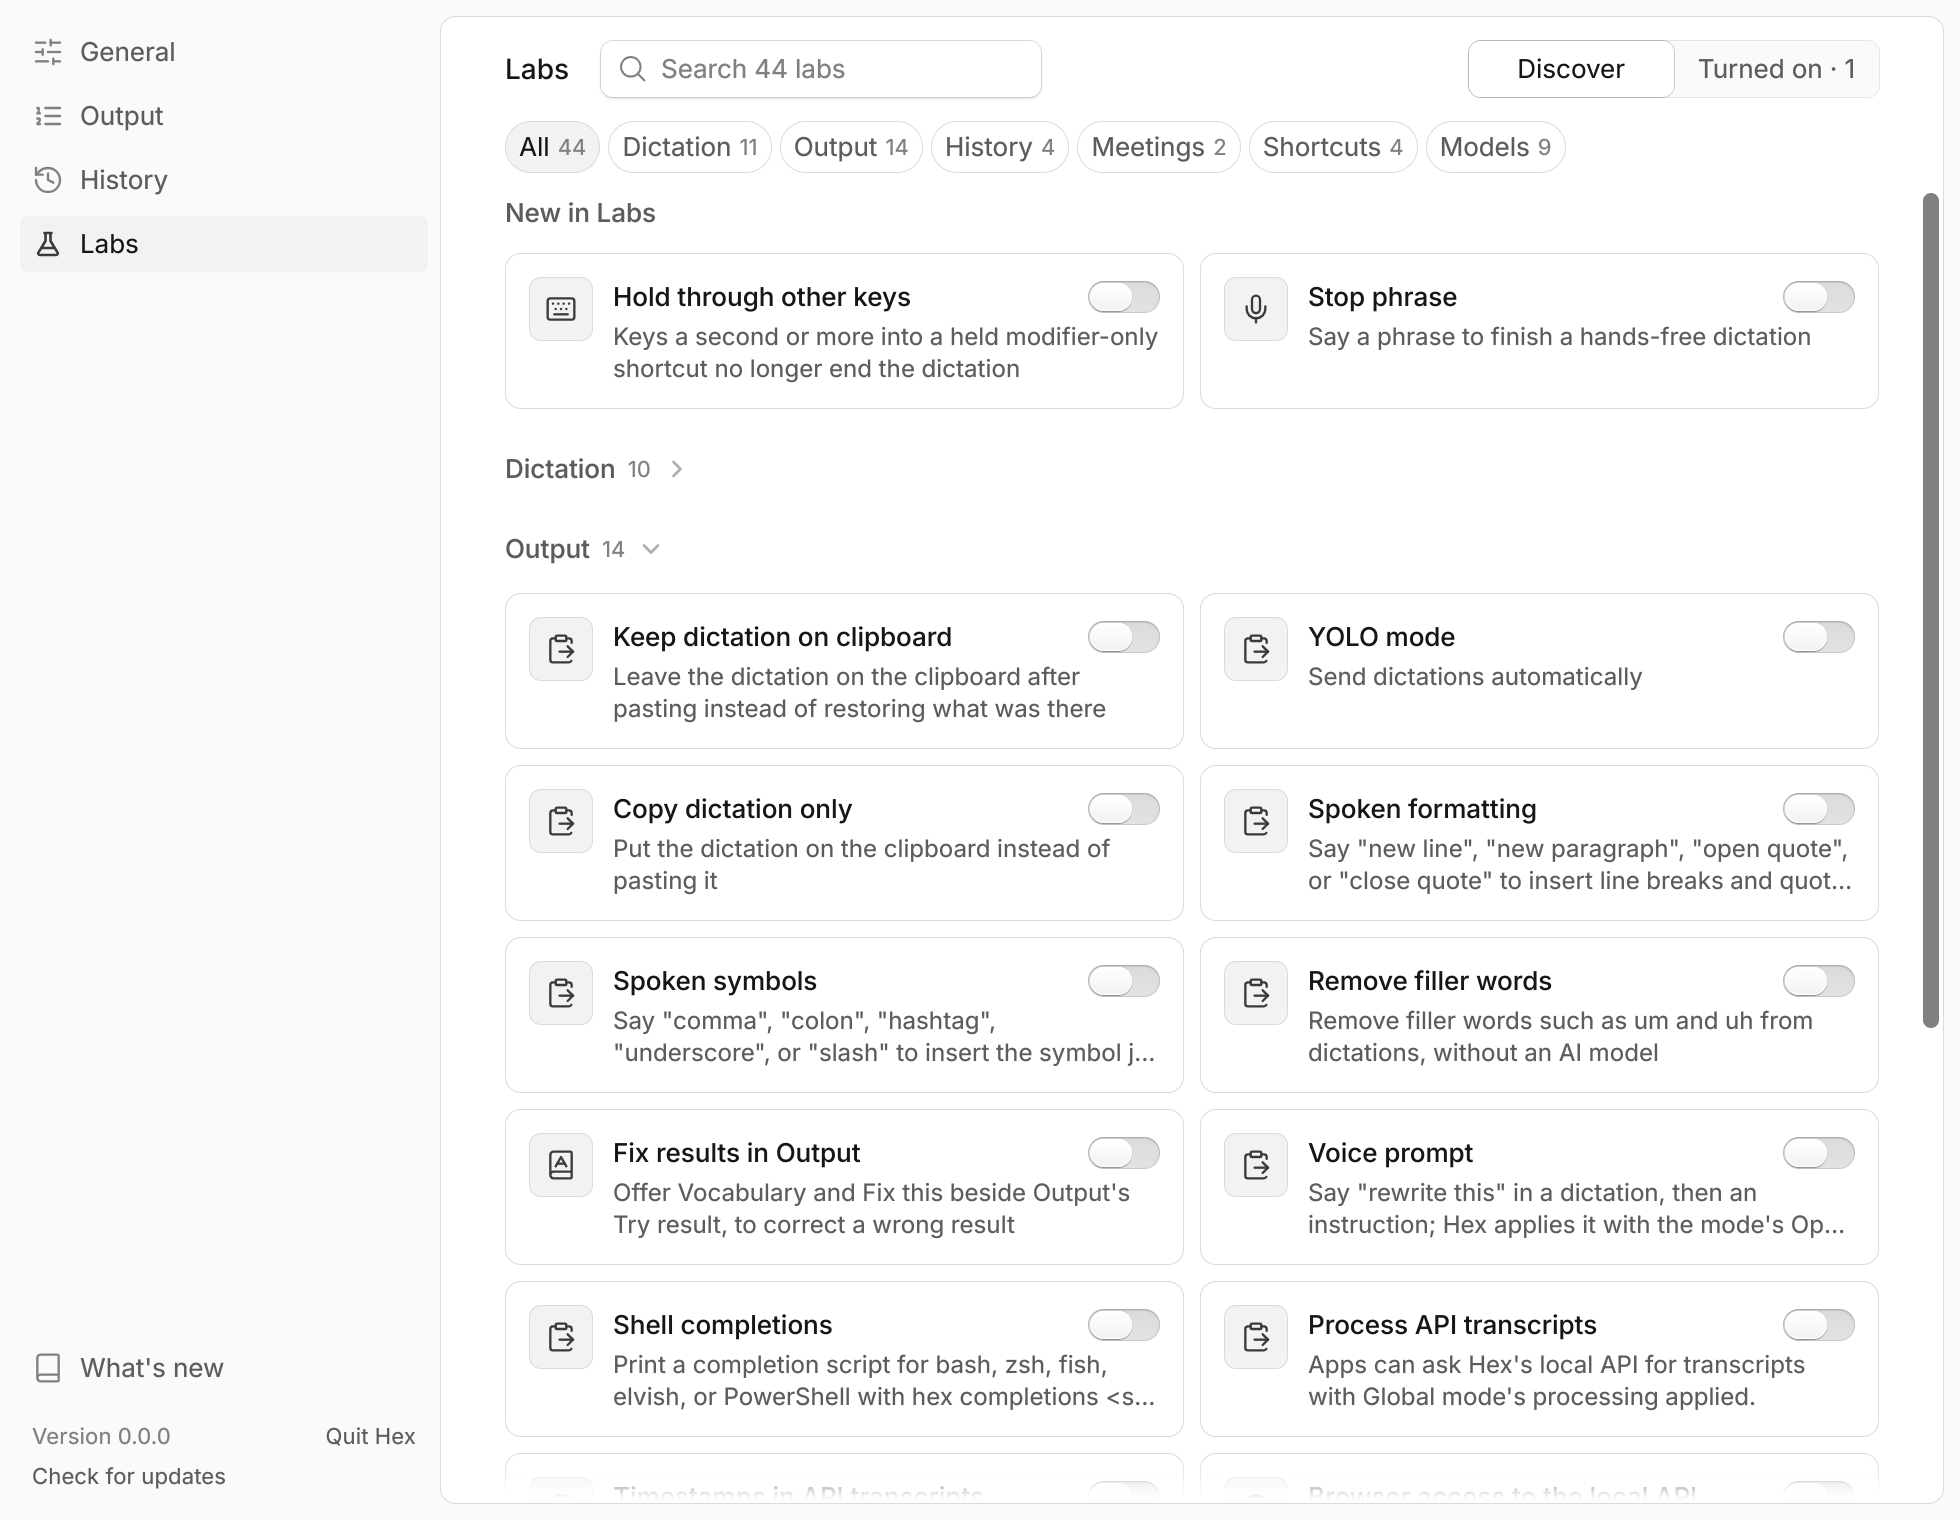 General
Output
History
Labs
What's new
Version 0.0.0
Quit Hex
Check for updates
Labs
Search 44 labs
Discover
Turned on · 1
All 44
Dictation 11
Output 14
History 4
Meetings 2
Shortcuts 4
Models 9
New in Labs
Hold through other keys
Keys a second or more into a held modifier-only
shortcut no longer end the dictation
Stop phrase
Say a phrase to finish a hands-free dictation
Dictation 10
Output 14
Keep dictation on clipboard
Leave the dictation on the clipboard after
pasting instead of restoring what was there
YOLO mode
Send dictations automatically
Copy dictation only
Put the dictation on the clipboard instead of
pasting it
Spoken formatting
Say "new line", "new paragraph", "open quote",
or "close quote" to insert line breaks and quot...
Spoken symbols
Say "comma", "colon", "hashtag",
"underscore", or "slash" to insert the symbol j...
Remove filler words
Remove filler words such as um and uh from
dictations, without an AI model
Fix results in Output
Offer Vocabulary and Fix this beside Output's
Try result, to correct a wrong result
Voice prompt
Say "rewrite this" in a dictation, then an
instruction; Hex applies it with the mode's Op...
Shell completions
Print a completion script for bash, zsh, fish,
elvish, or PowerShell with hex completions <s...
Process API transcripts
Apps can ask Hex's local API for transcripts
with Global mode's processing applied.
Timestamps in API transcripts
Browser access to the local API